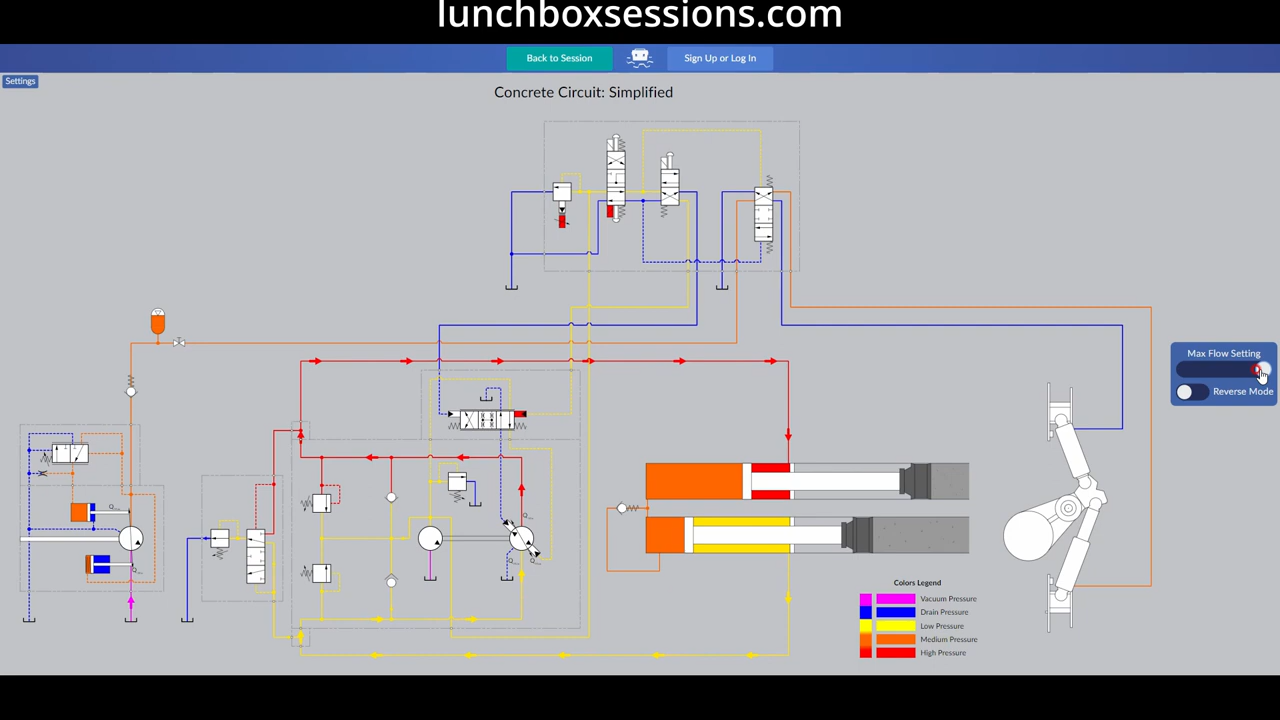 lunchboxsessions.com
Back to Session
Sign Up or Log In
Settings
Concrete Circuit: Simplified
Max Flow Setting
Reverse Mode
Colors Legend
Vacuum Pressure
Drain Pressure
Low Pressure
Medium Pressure
High Pressure